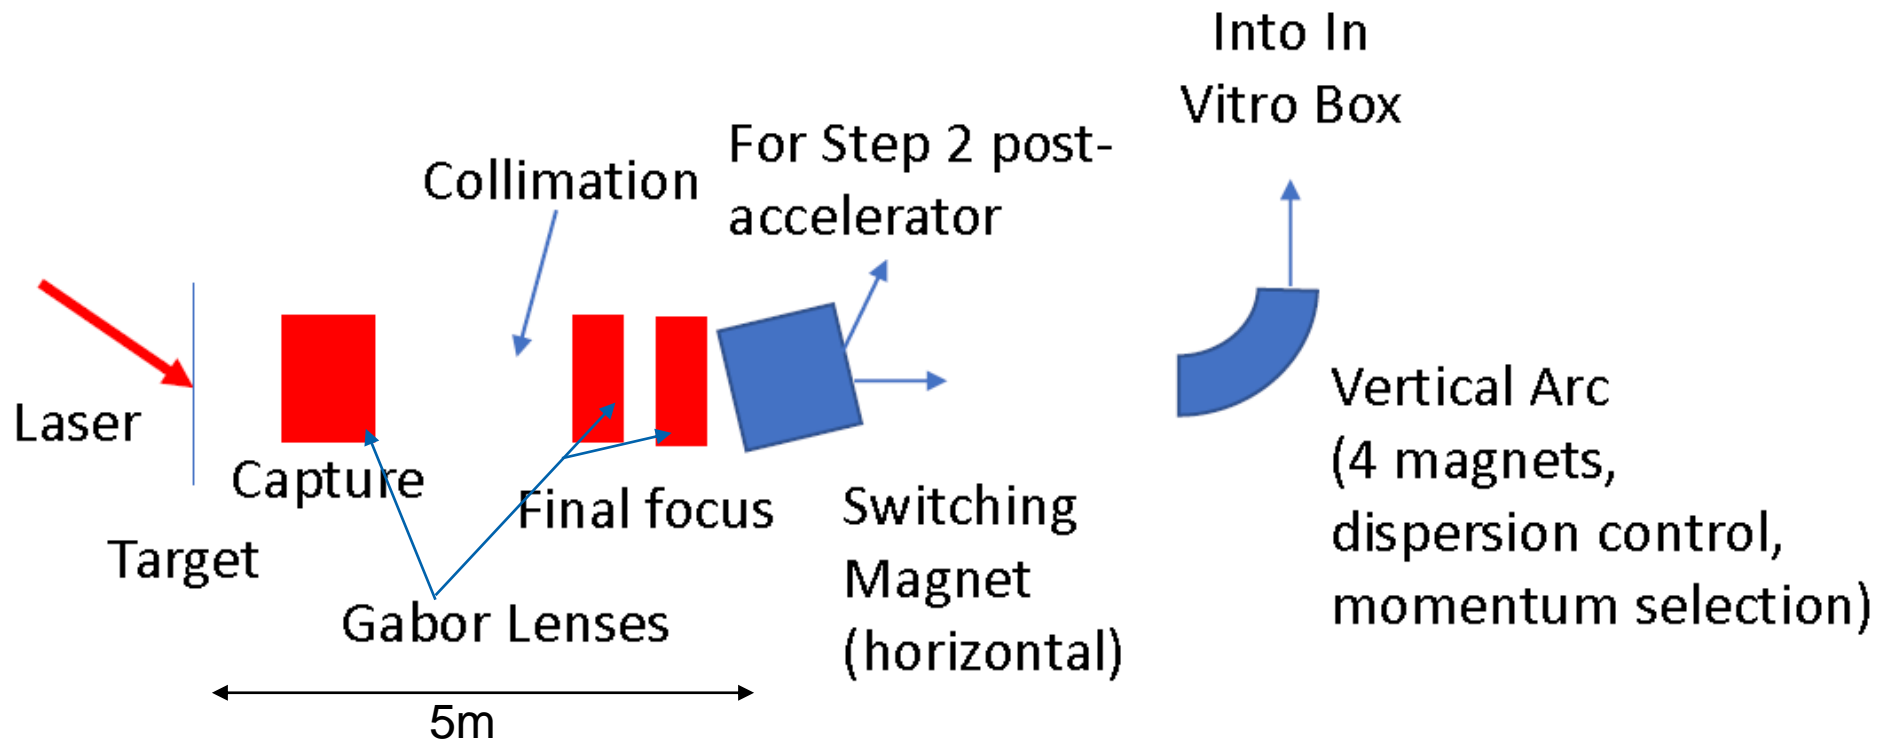 Into In
Vitro Box
For Step 2 post-
accelerator
Collimation
Laser
Capture
Target
Final focus
Gabor Lenses
5m
Switching
Magnet
(horizontal)
Vertical Arc
(4 magnets,
dispersion control,
momentum selection)